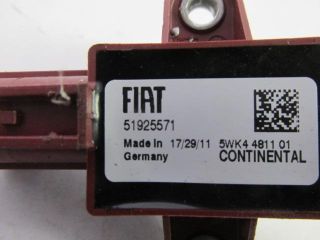 FIAT
51925571
Made in 17/29/11 5WK4 4811 01
Germany CONTINENTAL